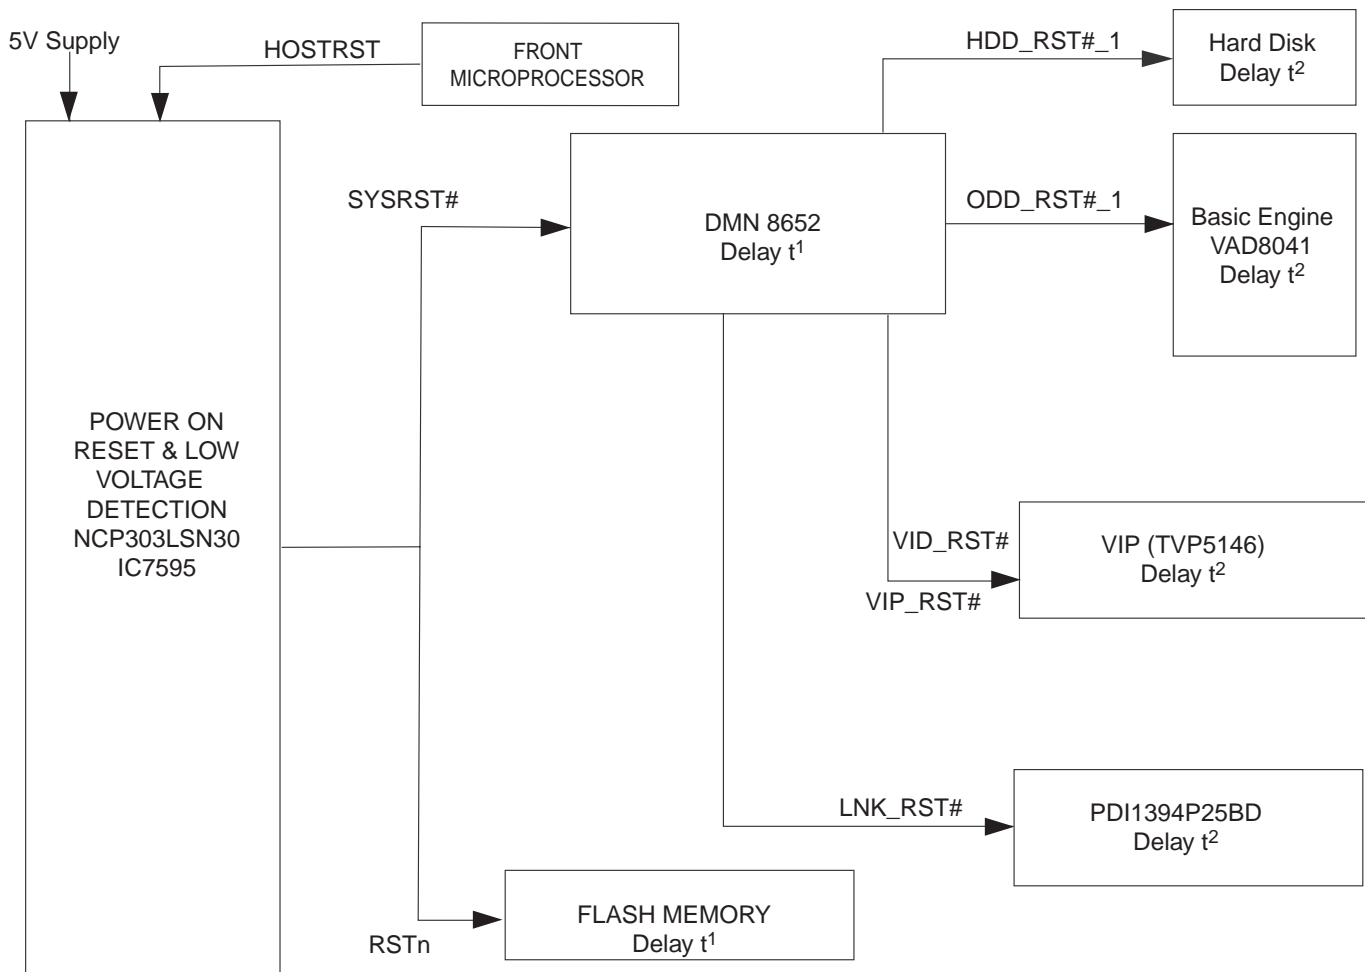 5V Supply
HOSTRST
FRONT
MICROPROCESSOR
HDD_RST#_1
Hard Disk
Delay t²
SYSRST#
DMN 8652
Delay t¹
ODD_RST#_1
Basic Engine
VAD8041
Delay t²
POWER ON
RESET & LOW
VOLTAGE
DETECTION
NCP303LSN30
IC7595
VID_RST#
VIP_RST#
VIP (TVP5146)
Delay t²
LNK_RST#
PDI1394P25BD
Delay t²
RSTn
FLASH MEMORY
Delay t¹